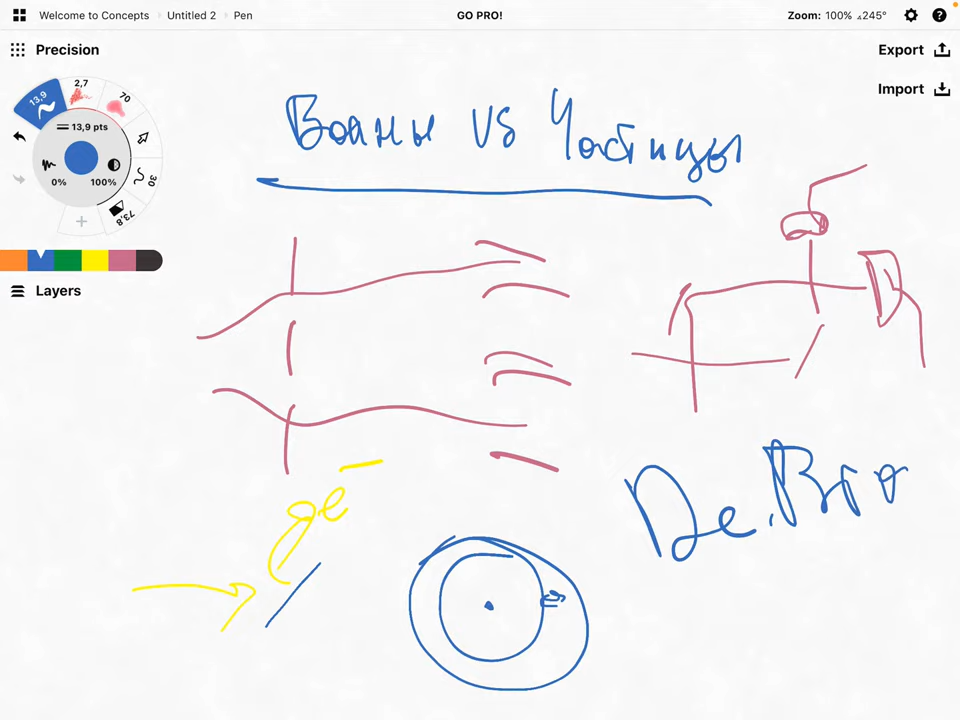 Welcome to Concepts › Untitled 2 › Pen
GO PRO!
Zoom: 100% ⊿245°
Precision
Export
Import
13,9
2,7
70
13,9 pts
0%
100%
30
73,8
Layers
Волны vs Частицы
De Bro